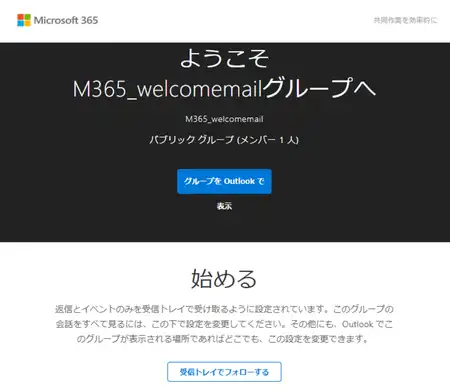 Microsoft 365
共同作業を効率的に
ようこそ
M365_welcomemailグループへ
M365_welcomemail
パブリック グループ (メンバー 1 人)
グループを Outlook で
表示
始める
返信とイベントのみを受信トレイで受け取るように設定されています。このグループの
会話をすべて見るには、この下で設定を変更してください。その他にも、Outlook でこ
のグループが表示される場所であればどこでも、この設定を変更できます。
受信トレイでフォローする